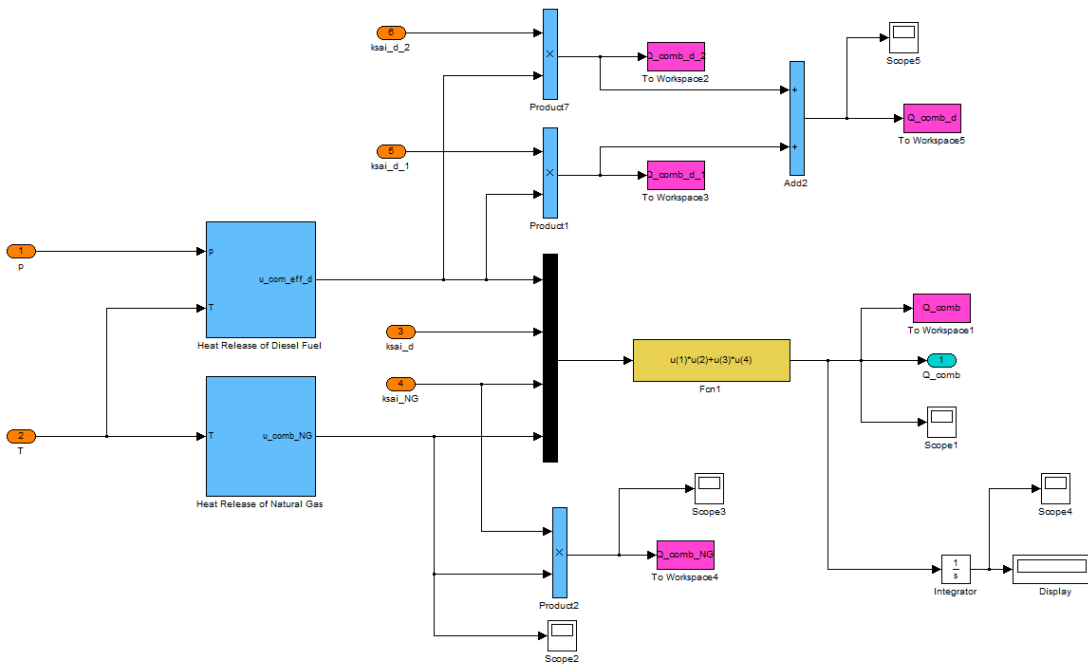 6
ksai_d_2
×
Product7
Q_comb_d_2
To Workspace2
Scope5
+
+
Add2
Q_comb_d
To Workspace5
5
ksai_d_1
×
Product1
Q_comb_d_1
To Workspace3
1
p
p
u_com_eff_d
T
Heat Release of Diesel Fuel
3
ksai_d
4
ksai_NG
u(1)*u(2)+u(3)*u(4)
Fcn1
Q_comb
To Workspace1
1
Q_comb
Scope1
2
T
T
u_comb_NG
Heat Release of Natural Gas
Scope3
Scope4
×
Product2
Q_comb_NG
To Workspace4
1
s
Integrator
Display
Scope2